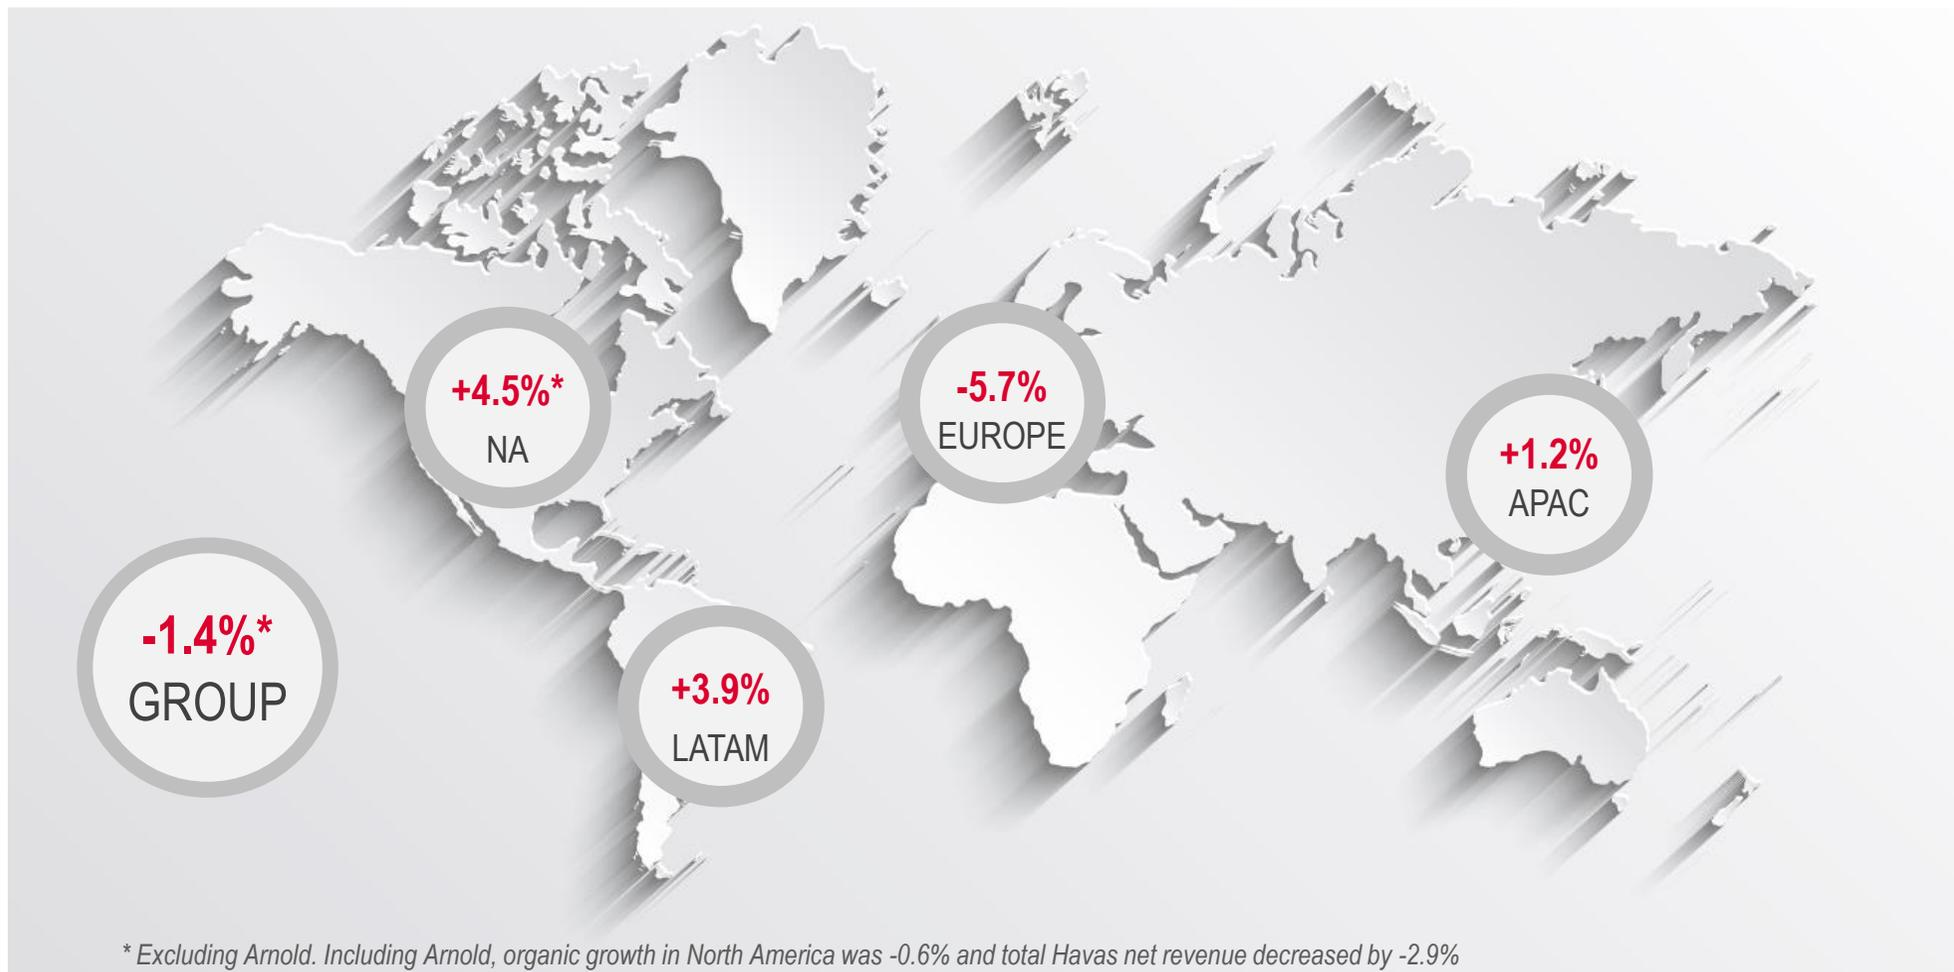 +4.5%*
NA
-5.7%
EUROPE
+1.2%
APAC
-1.4%*
GROUP
+3.9%
LATAM
* Excluding Arnold. Including Arnold, organic growth in North America was -0.6% and total Havas net revenue decreased by -2.9%